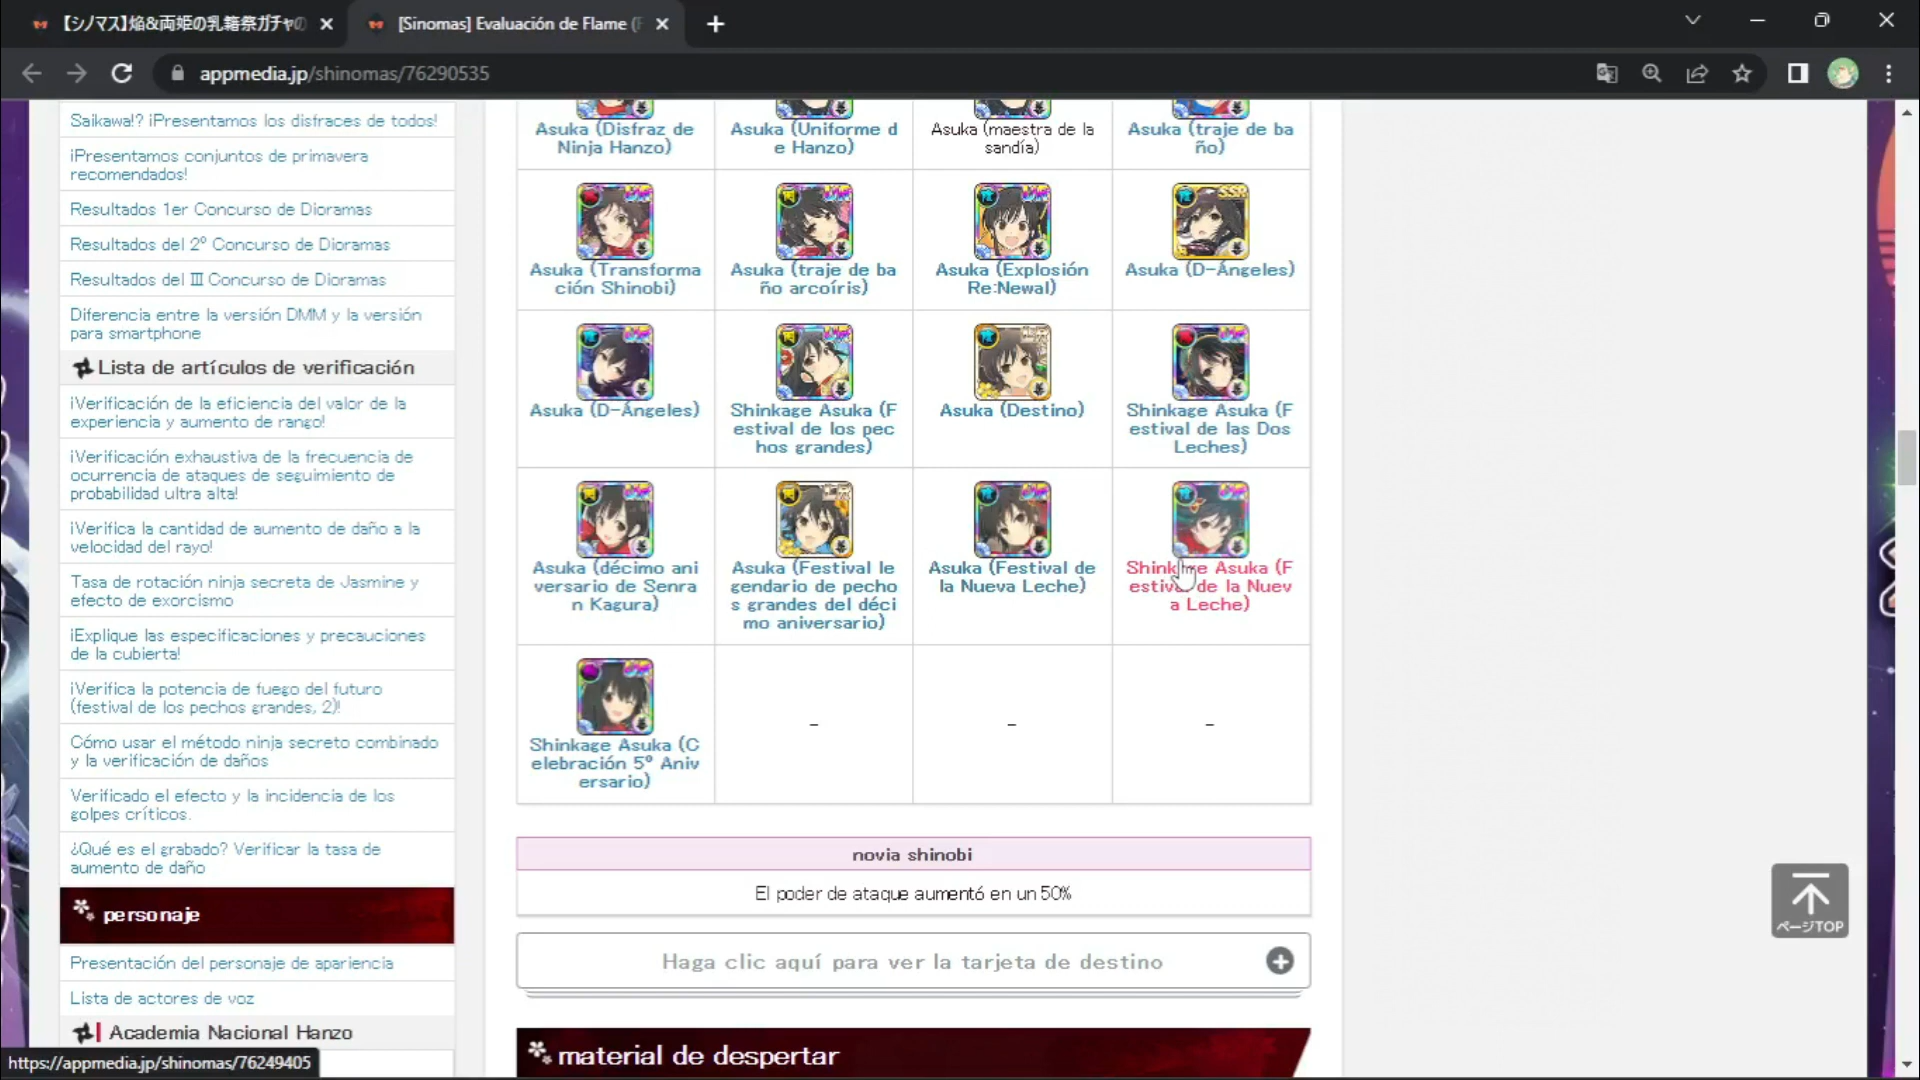 【シノマス】焔&両姫の乳籍祭ガチャの
[Sinomas] Evaluación de Flame (F
appmedia.jp/shinomas/76290535
Saikawa!? ¡Presentamos los disfraces de todos!
¡Presentamos conjuntos de primavera
recomendados!
Resultados 1er Concurso de Dioramas
Resultados del 2º Concurso de Dioramas
Resultados del Ⅲ Concurso de Dioramas
Diferencia entre la versión DMM y la versión
para smartphone
Lista de artículos de verificación
¡Verificación de la eficiencia del valor de la
experiencia y aumento de rango!
¡Verificación exhaustiva de la frecuencia de
ocurrencia de ataques de seguimiento de
probabilidad ultra alta!
¡Verifica la cantidad de aumento de daño a la
velocidad del rayo!
Tasa de rotación ninja secreta de Jasmine y
efecto de exorcismo
¡Explique las especificaciones y precauciones
de la cubierta!
¡Verifica la potencia de fuego del futuro
(festival de los pechos grandes, 2)!
Cómo usar el método ninja secreto combinado
y la verificación de daños
Verificado el efecto y la incidencia de los
golpes críticos.
¿Qué es el grabado? Verificar la tasa de
aumento de daño
personaje
Presentación del personaje de apariencia
Lista de actores de voz
Academia Nacional Hanzo
https://appmedia.jp/shinomas/76249405
Asuka (Disfraz de
Ninja Hanzo)
Asuka (Uniforme d
e Hanzo)
Asuka (maestra de la
sandía)
Asuka (traje de ba
ño)
Asuka (Transforma
ción Shinobi)
Asuka (traje de ba
ño arcoíris)
Asuka (Explosión
Re:Newal)
SSR
Asuka (D-Ángeles)
Asuka (D-Ángeles)
Shinkage Asuka (F
estival de los pec
hos grandes)
Asuka (Destino)
Shinkage Asuka (F
estival de las Dos
Leches)
Asuka (décimo ani
versario de Senra
n Kagura)
Asuka (Festival le
gendario de pecho
s grandes del déci
mo aniversario)
Asuka (Festival de
la Nueva Leche)
Shinkage Asuka (F
estival de la Nuev
a Leche)
Shinkage Asuka (C
elebración 5º Aniv
ersario)
-
-
-
novia shinobi
El poder de ataque aumentó en un 50%
Haga clic aquí para ver la tarjeta de destino
material de despertar
ページTOP